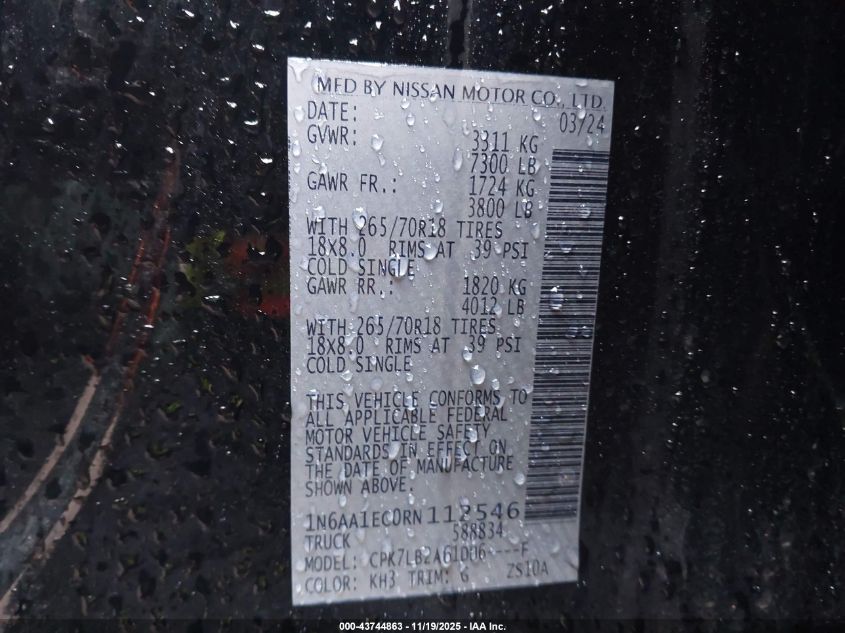 MFD BY NISSAN MOTOR CO., LTD.
DATE: 03/24
GVWR: 3311 KG
7300 LB
GAWR FR.: 1724 KG
3800 LB
WITH 265/70R18 TIRES
18X8.0 RIMS AT 39 PSI
COLD SINGLE
GAWR RR.: 1820 KG
4012 LB
WITH 265/70R18 TIRES
18X8.0 RIMS AT 39 PSI
COLD SINGLE
THIS VEHICLE CONFORMS TO
ALL APPLICABLE FEDERAL
MOTOR VEHICLE SAFETY
STANDARDS IN EFFECT ON
THE DATE OF MANUFACTURE
SHOWN ABOVE.
1N6AA1EC0RN112546
TRUCK 588834
MODEL: CPK7LB2A61DU6----F
COLOR: KH3 TRIM: G ZS10A
000-43744863 - 11/19/2025 - IAA Inc.